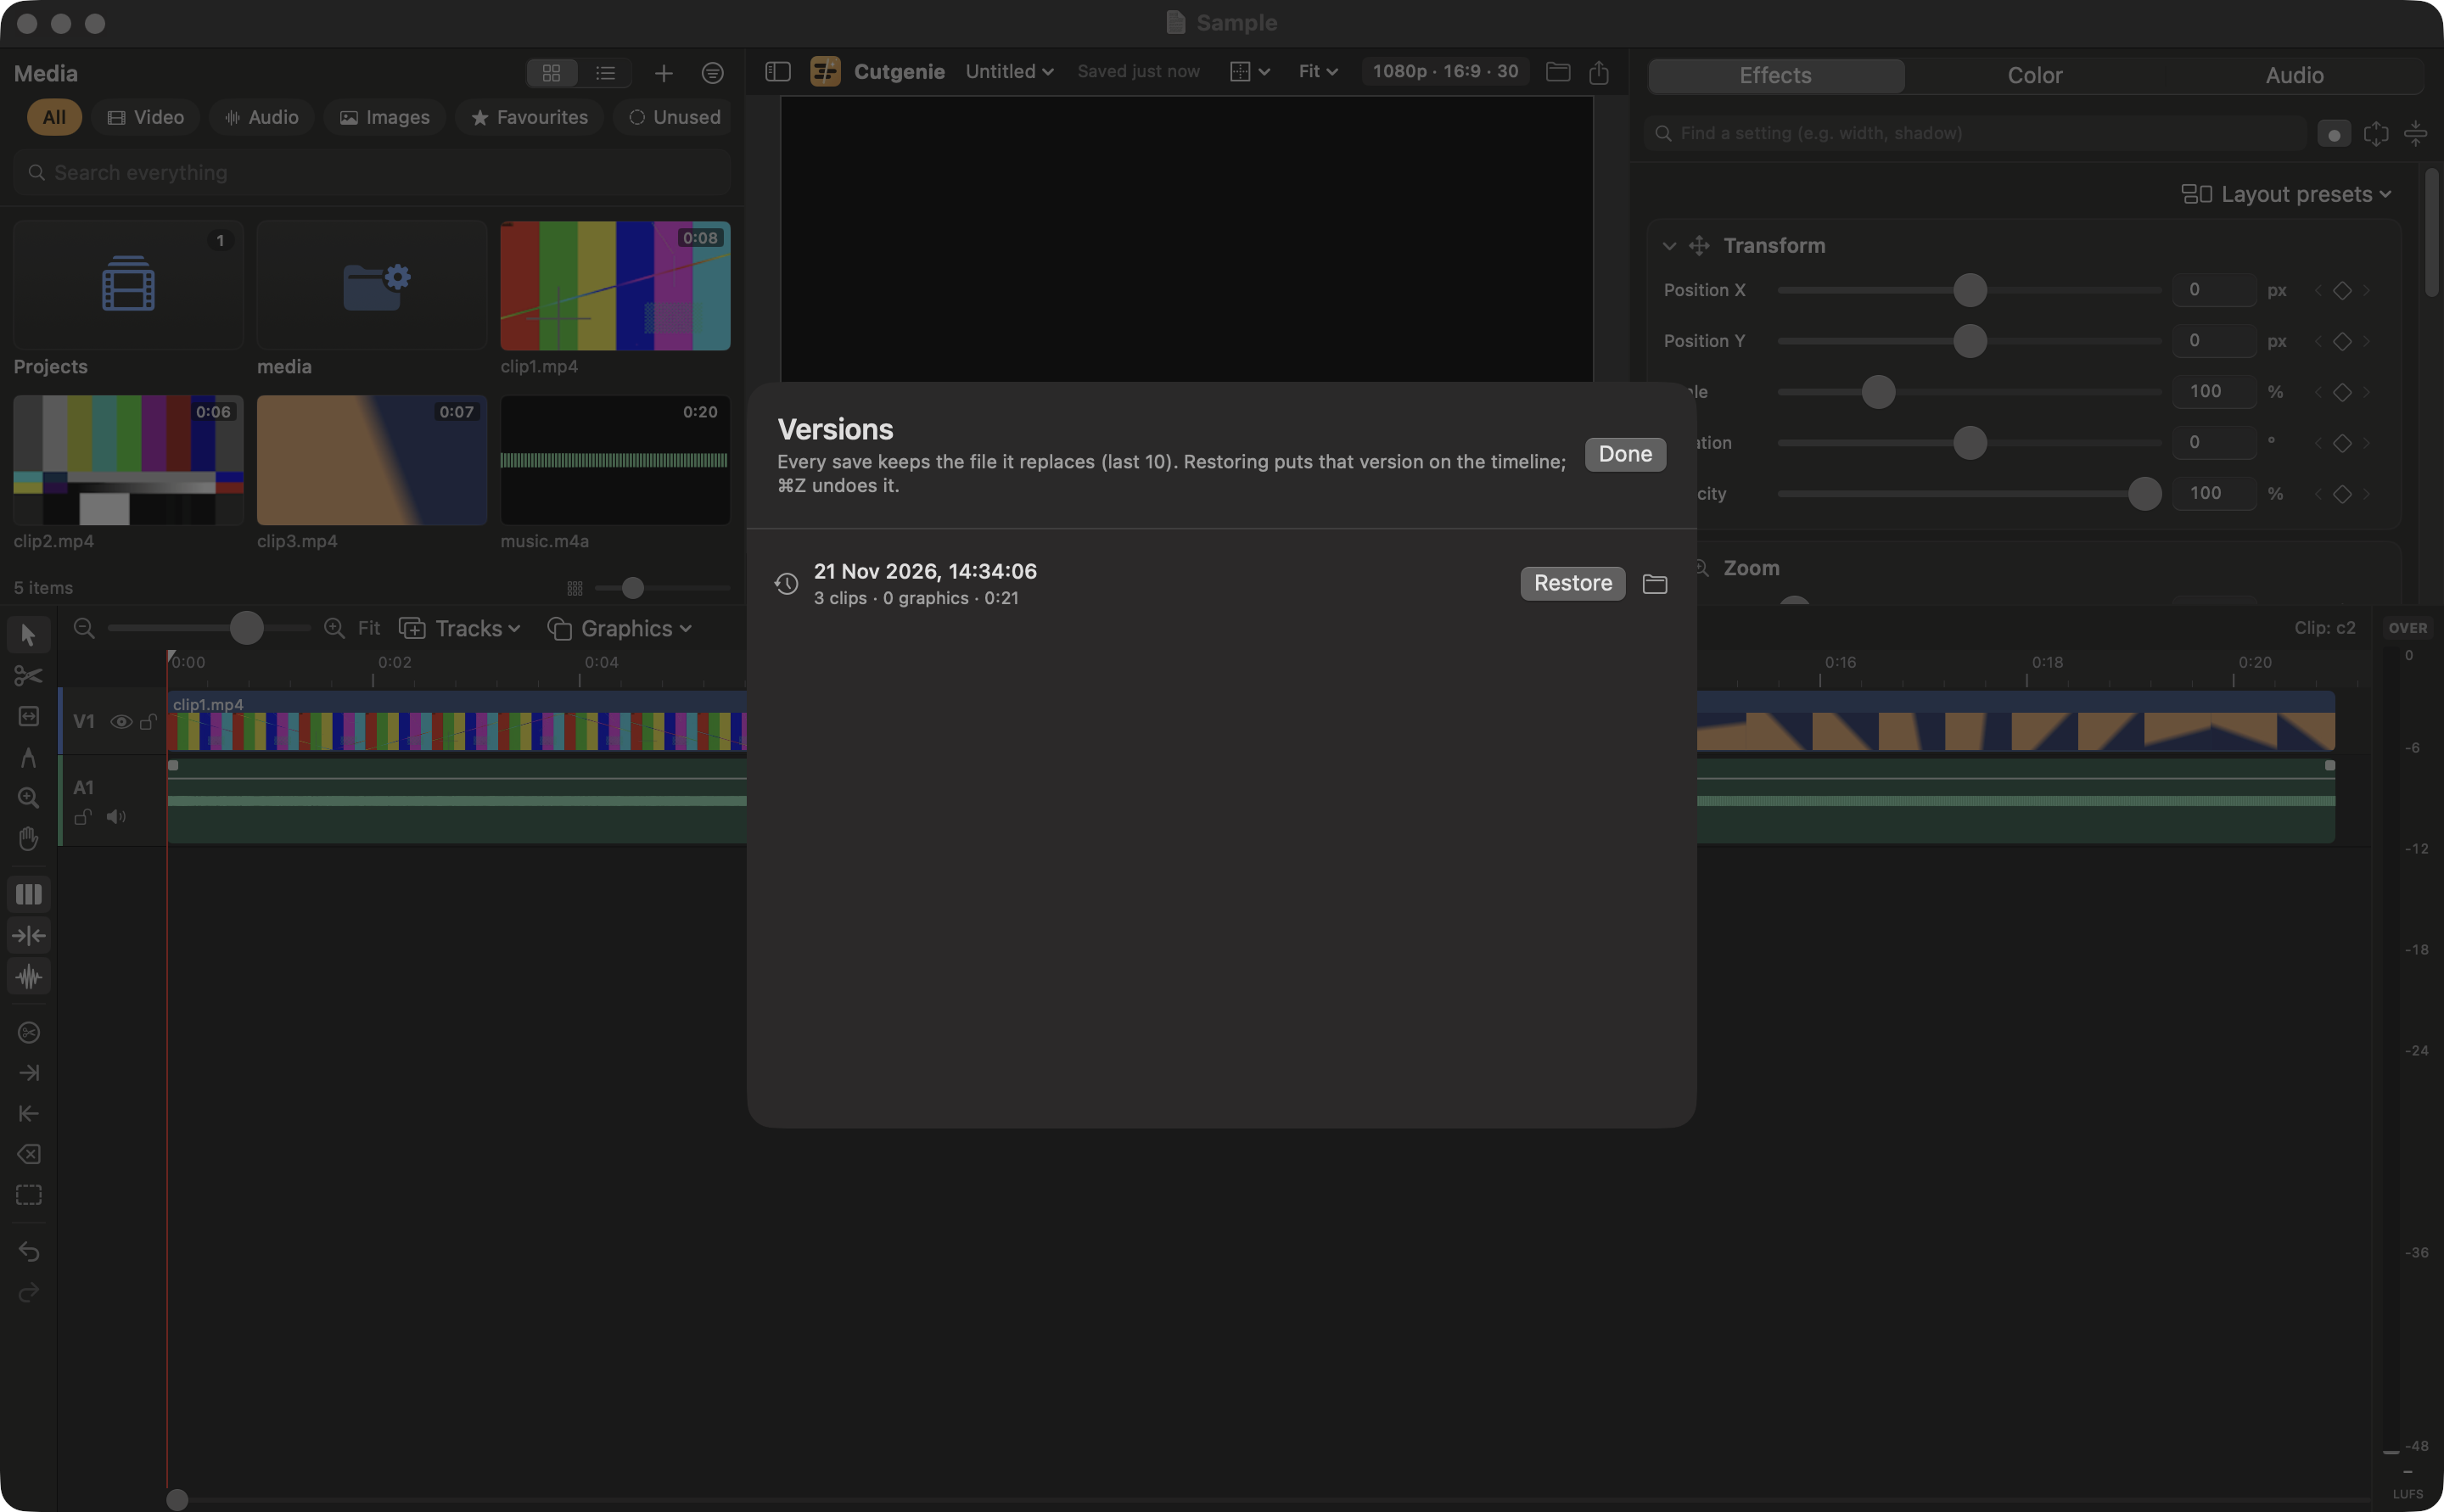 Sample
Media
Cutgenie
Untitled
Saved just now
Fit
1080p · 16:9 · 30
Effects
Color
Audio
All
Video
Audio
Images
Favourites
Unused
Find a setting (e.g. width, shadow)
Search everything
Layout presets
1
0:08
Projects
media
clip1.mp4
Transform
Position X
0
px
Position Y
0
px
le
100
%
ation
0
°
city
100
%
Zoom
0:06
0:07
0:20
clip2.mp4
clip3.mp4
music.m4a
5 items
Versions
Every save keeps the file it replaces (last 10). Restoring puts that version on the timeline;
⌘Z undoes it.
Done
21 Nov 2026, 14:34:06
3 clips · 0 graphics · 0:21
Restore
Fit
Tracks
Graphics
Clip: c2
OVER
0:00
0:02
0:04
0:16
0:18
0:20
V1
clip1.mp4
A1
0
-6
-12
-18
-24
-36
-48
–
LUFS